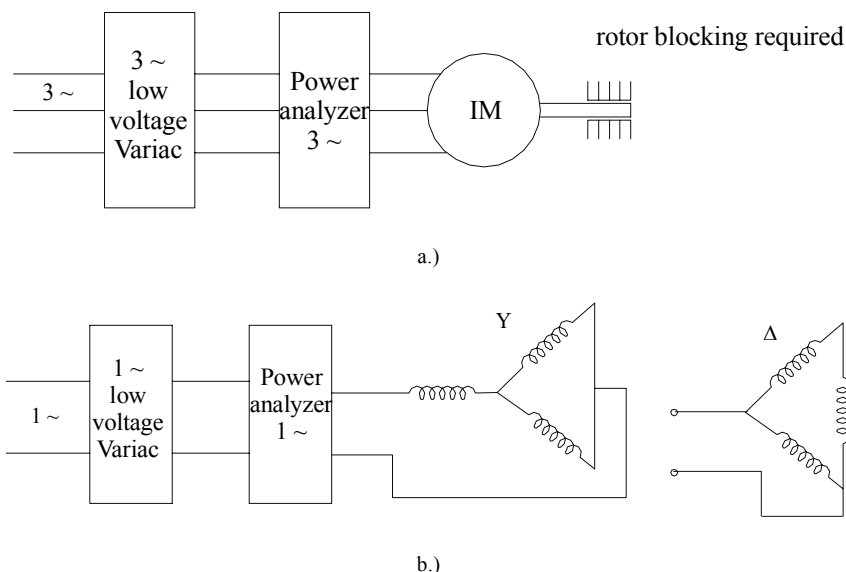 rotor blocking required
3 ~
3 ~
low
voltage
Variac
Power
analyzer
3 ~
IM
a.)
1 ~
1 ~
low
voltage
Variac
Power
analyzer
1 ~
Y
Δ
b.)